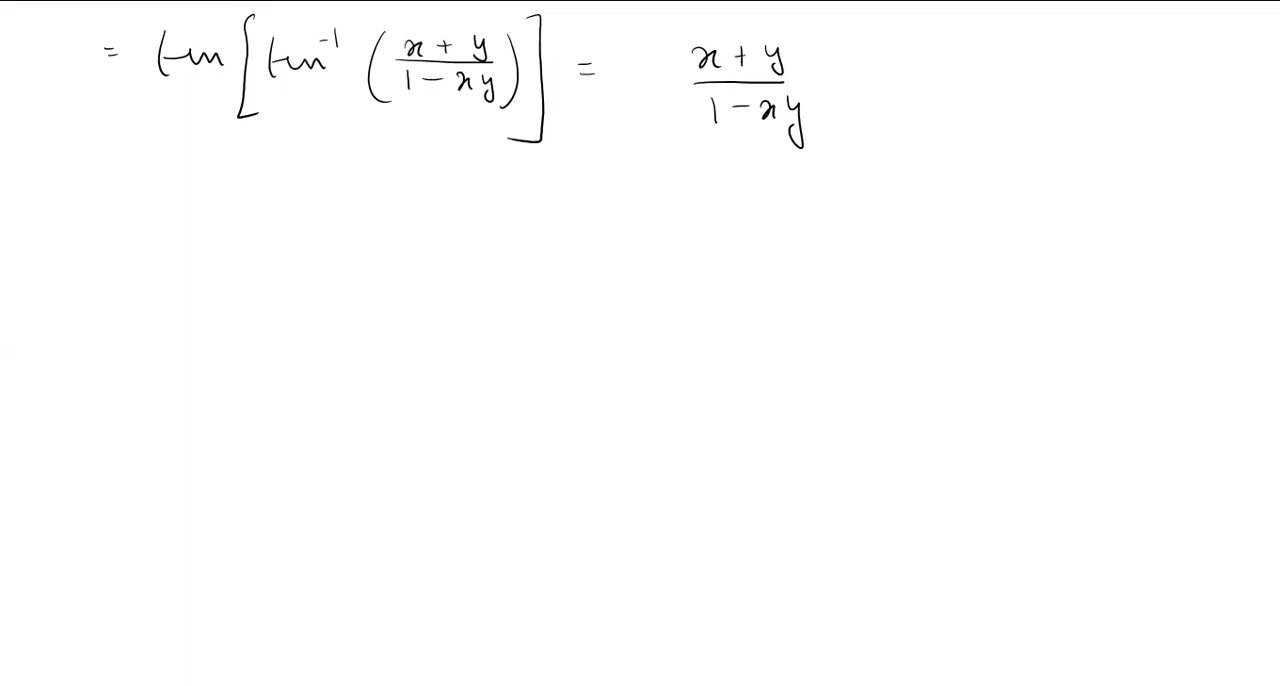 = tan [ tan⁻¹ ( (x + y) / (1 − xy) ) ] = (x + y) / (1 − xy)